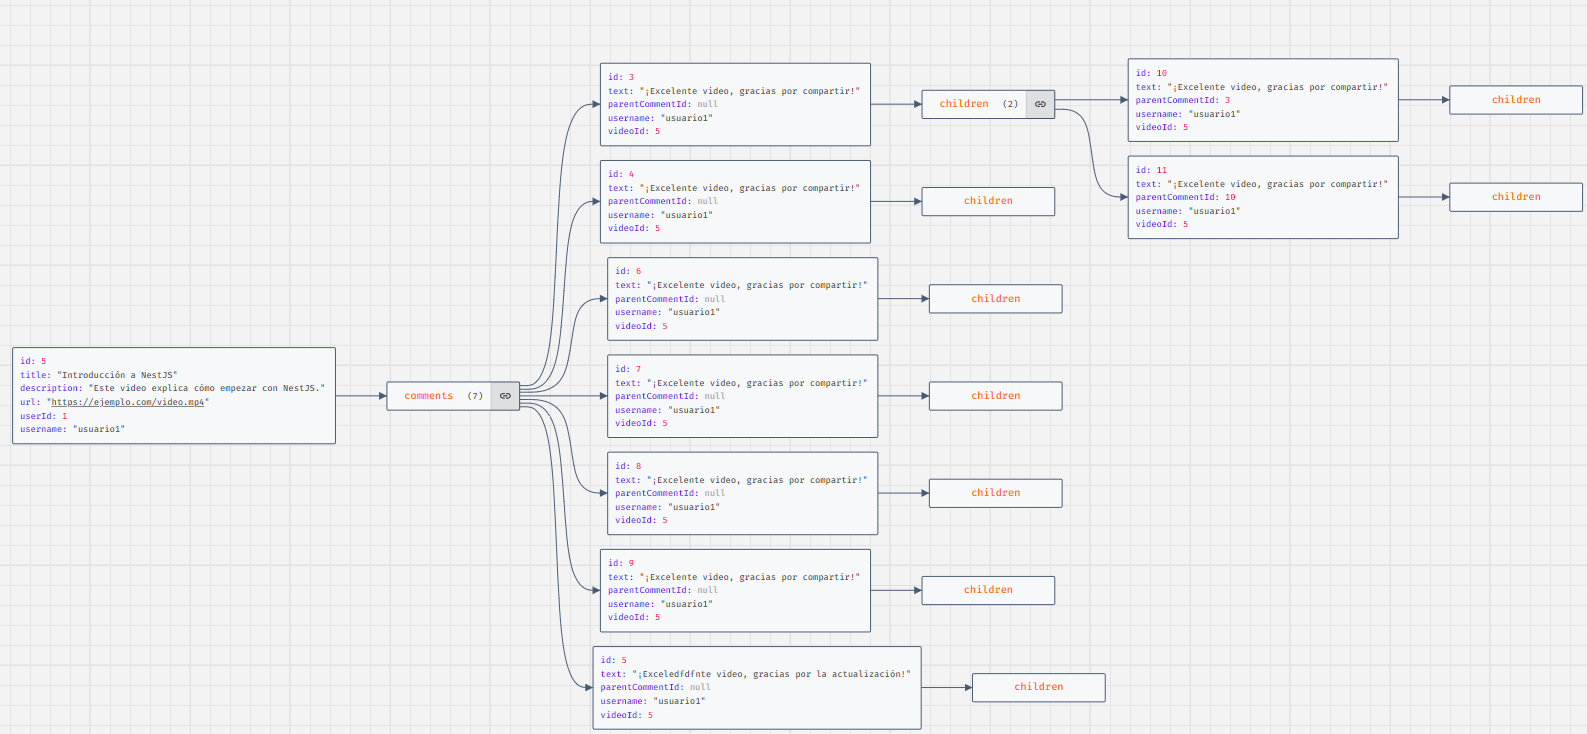 id: 5
title: "Introducción a NestJS"
description: "Este video explica cómo empezar con NestJS."
url: "https://ejemplo.com/video.mp4"
userId: 1
username: "usuario1"
comments (7)
id: 3
text: "¡Excelente video, gracias por compartir!"
parentCommentId: null
username: "usuario1"
videoId: 5
children (2)
id: 10
text: "¡Excelente video, gracias por compartir!"
parentCommentId: 3
username: "usuario1"
videoId: 5
children
id: 11
text: "¡Excelente video, gracias por compartir!"
parentCommentId: 10
username: "usuario1"
videoId: 5
children
id: 4
text: "¡Excelente video, gracias por compartir!"
parentCommentId: null
username: "usuario1"
videoId: 5
children
id: 6
text: "¡Excelente video, gracias por compartir!"
parentCommentId: null
username: "usuario1"
videoId: 5
children
id: 7
text: "¡Excelente video, gracias por compartir!"
parentCommentId: null
username: "usuario1"
videoId: 5
children
id: 8
text: "¡Excelente video, gracias por compartir!"
parentCommentId: null
username: "usuario1"
videoId: 5
children
id: 9
text: "¡Excelente video, gracias por compartir!"
parentCommentId: null
username: "usuario1"
videoId: 5
children
id: 5
text: "¡Exceledfdfnte video, gracias por la actualización!"
parentCommentId: null
username: "usuario1"
videoId: 5
children